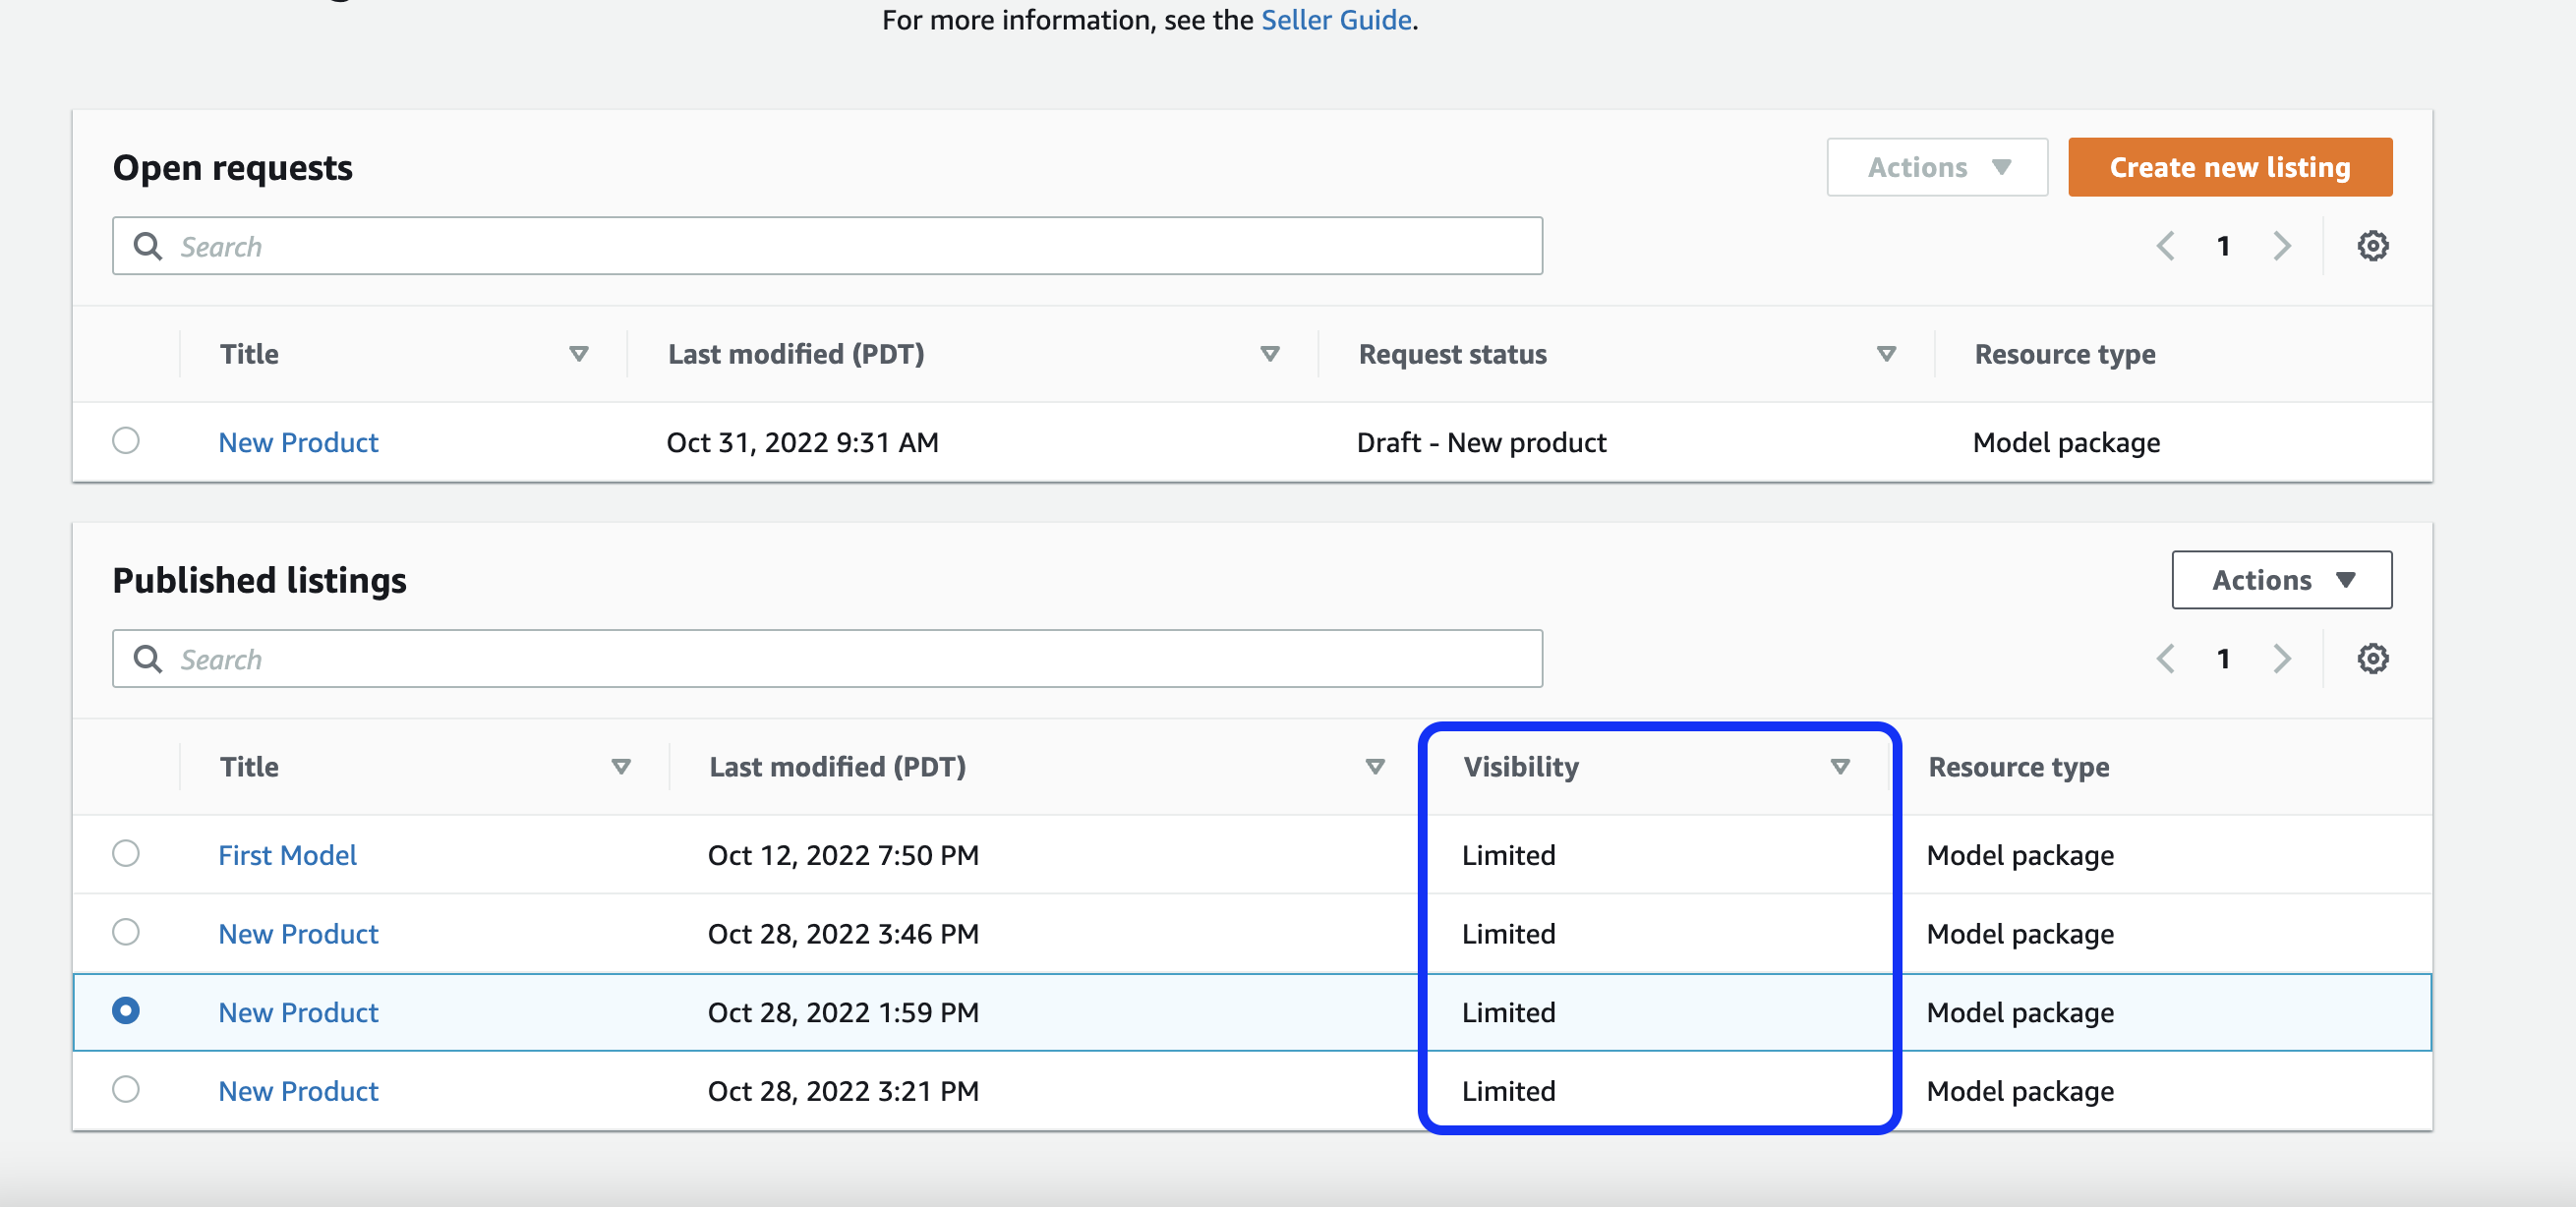 For more information, see the Seller Guide.
Open requests
Actions
Create new listing
Search
1
Title Last modified (PDT) Request status Resource type
New Product Oct 31, 2022 9:31 AM Draft - New product Model package
Published listings
Actions
Search
1
Title Last modified (PDT) Visibility Resource type
First Model Oct 12, 2022 7:50 PM Limited Model package
New Product Oct 28, 2022 3:46 PM Limited Model package
New Product Oct 28, 2022 1:59 PM Limited Model package
New Product Oct 28, 2022 3:21 PM Limited Model package